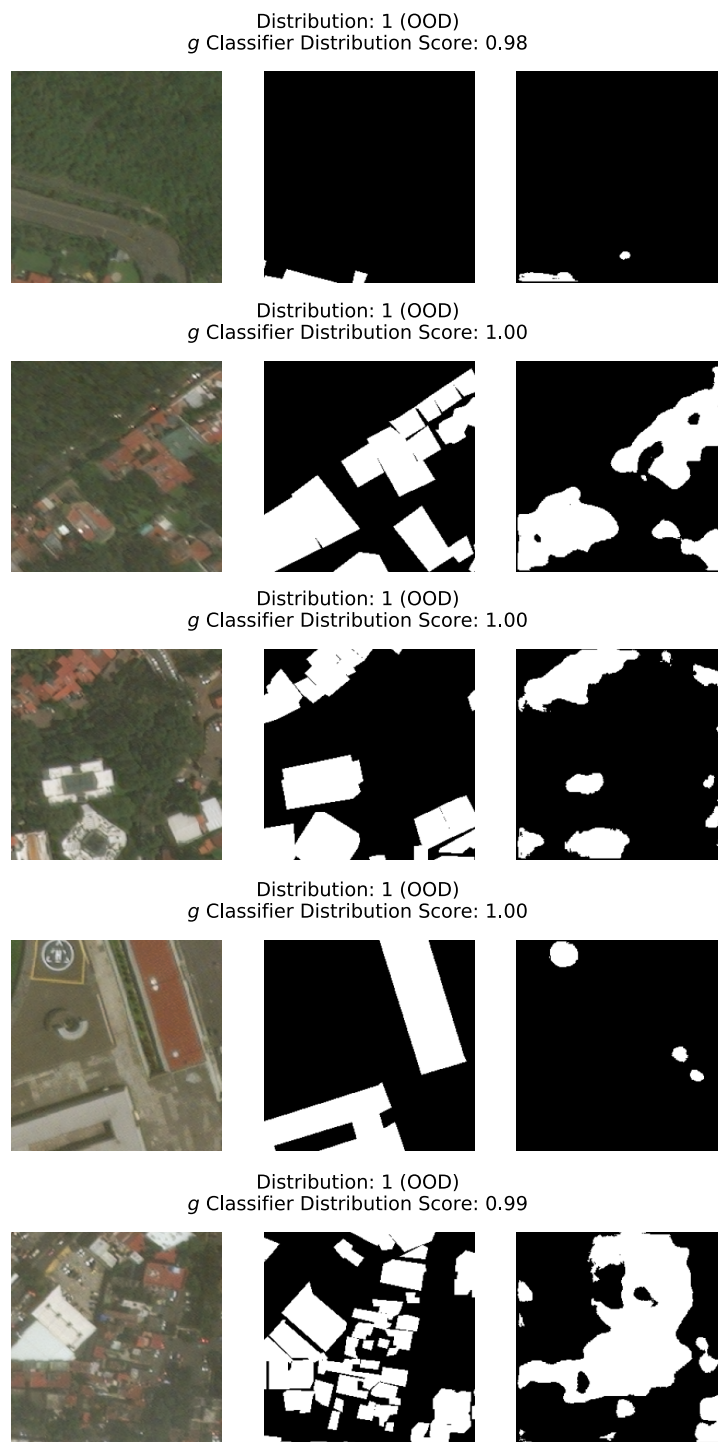 Distribution: 1 (OOD)
g Classifier Distribution Score: 0.98
Distribution: 1 (OOD)
g Classifier Distribution Score: 1.00
Distribution: 1 (OOD)
g Classifier Distribution Score: 1.00
Distribution: 1 (OOD)
g Classifier Distribution Score: 1.00
Distribution: 1 (OOD)
g Classifier Distribution Score: 0.99